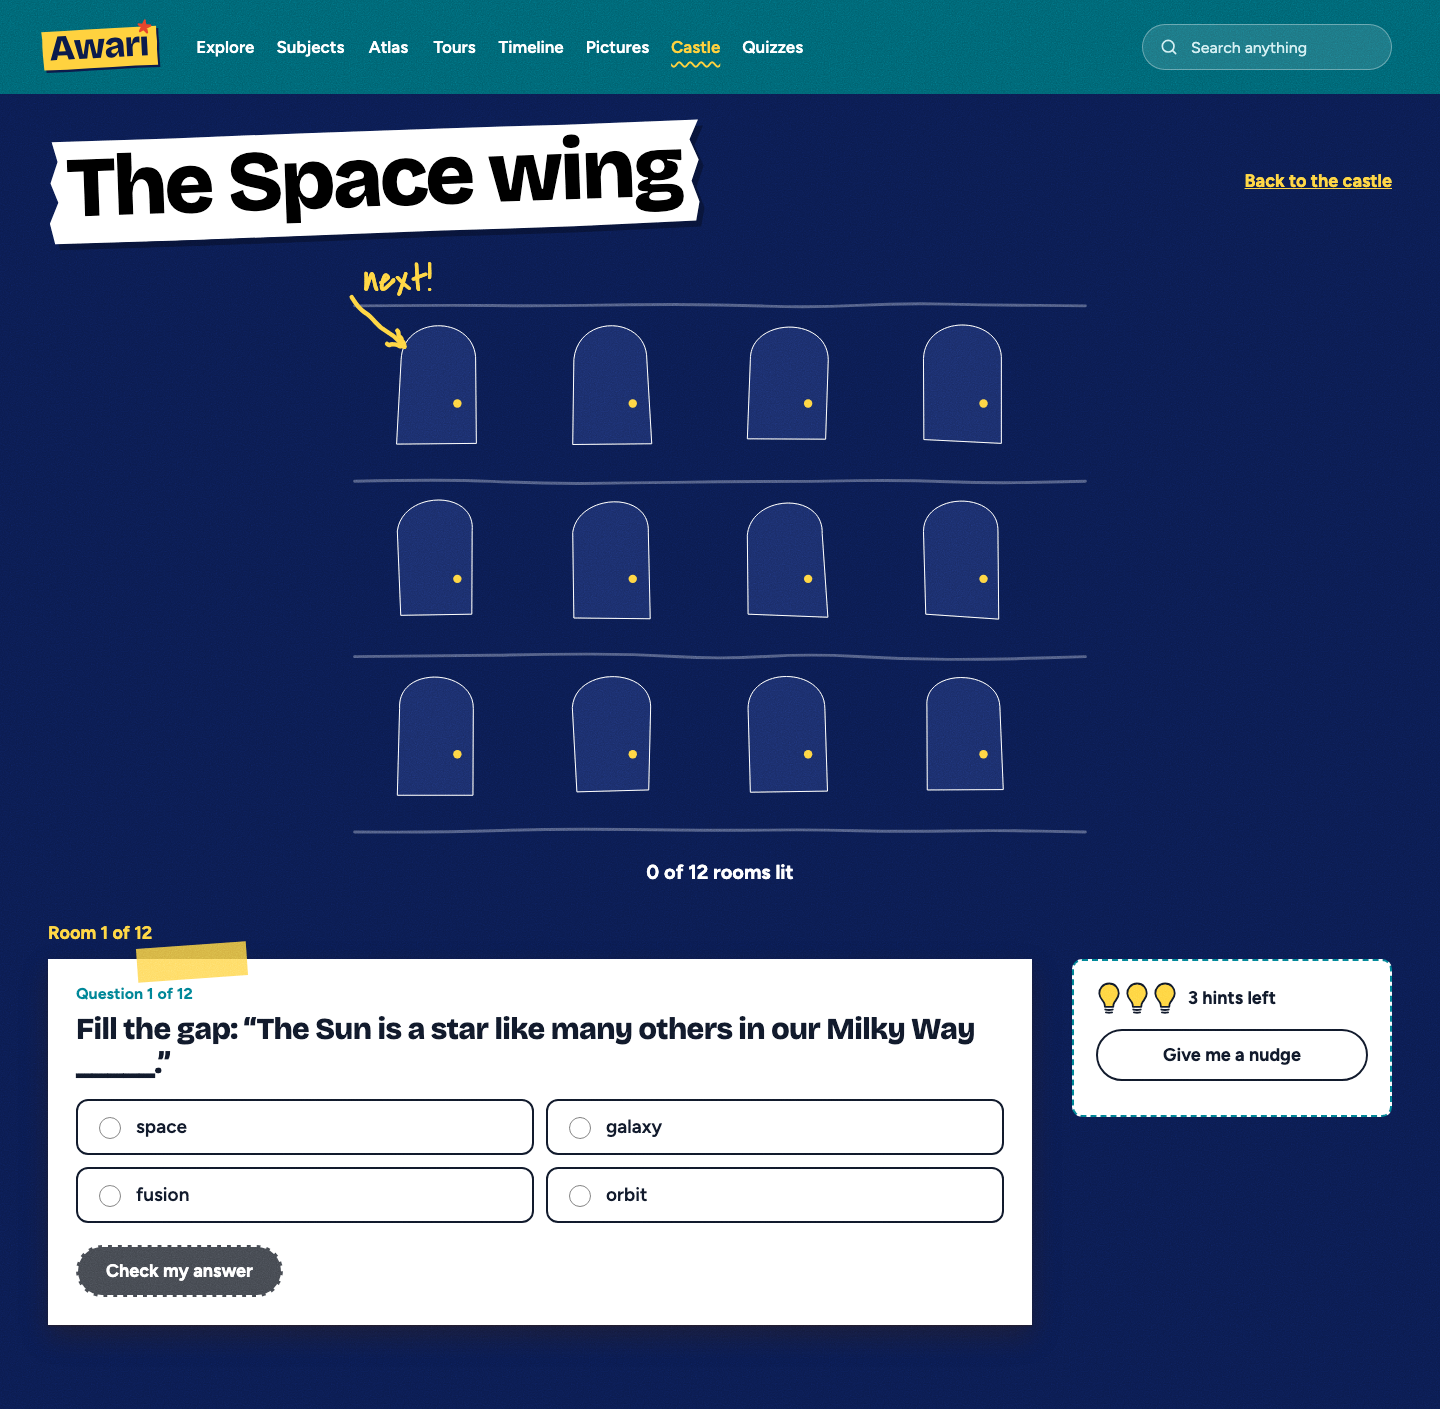 Awari
Explore Subjects Atlas Tours Timeline Pictures Castle Quizzes
Search anything
The Space wing
Back to the castle
next!
0 of 12 rooms lit
Room 1 of 12
Question 1 of 12
Fill the gap: “The Sun is a star like many others in our Milky Way
_____.”
space
galaxy
fusion
orbit
Check my answer
3 hints left
Give me a nudge